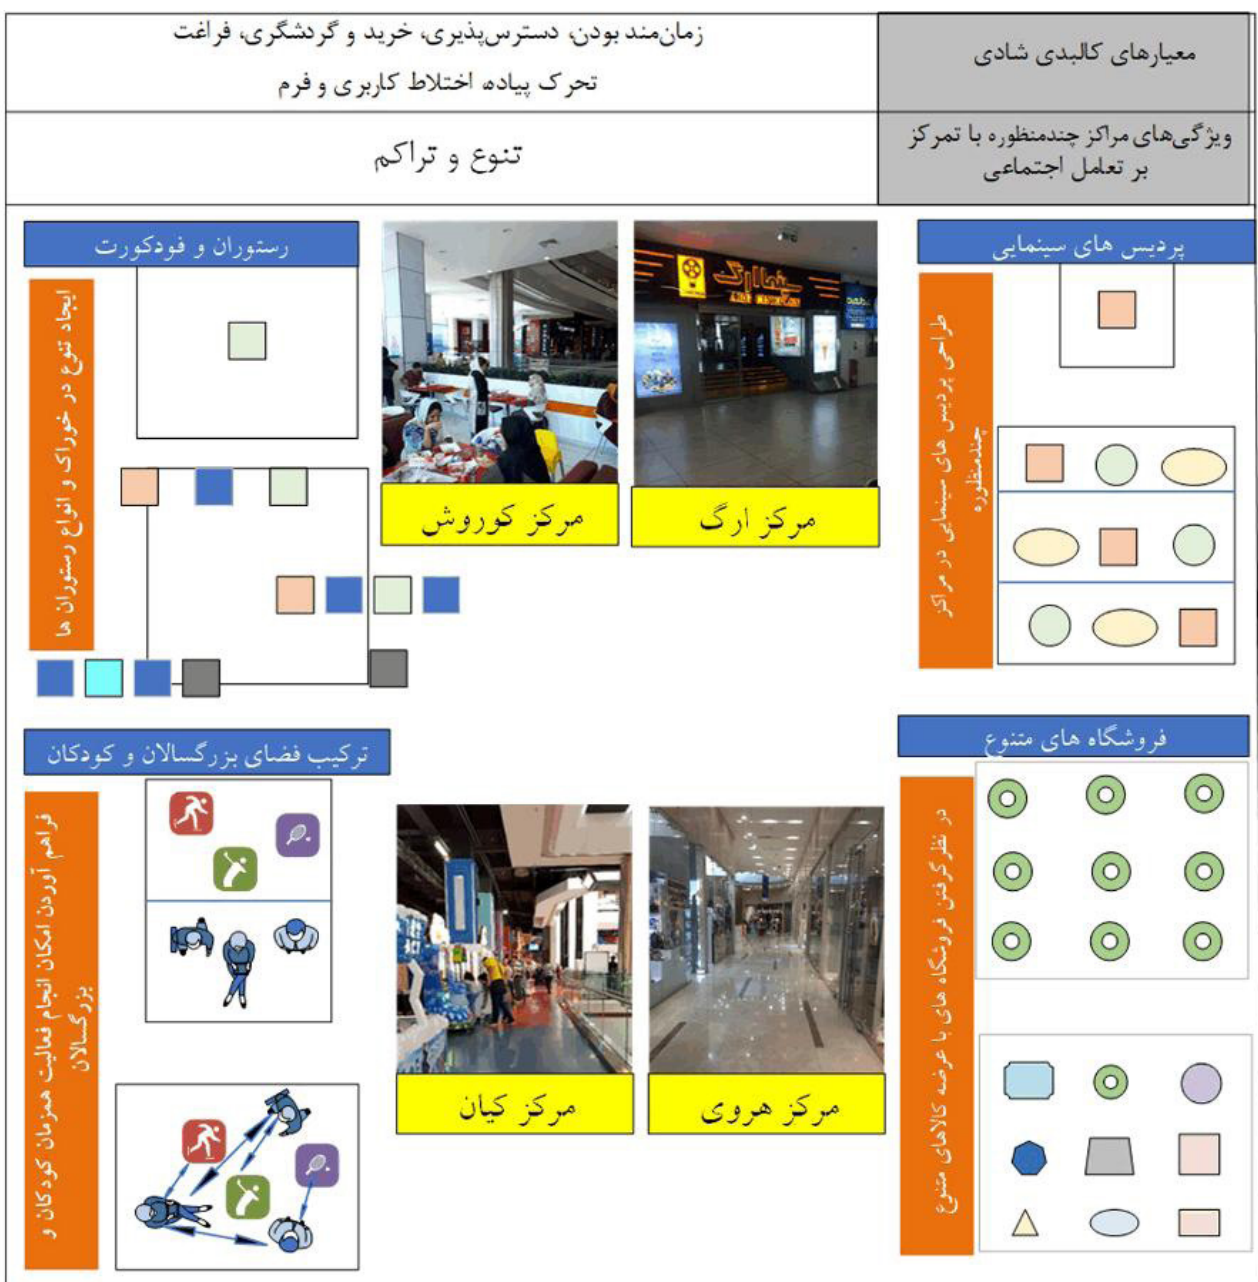 معیارهای کالبدی شادی
زمان‌مند بودن، دسترس‌پذیری، خرید و گردشگری، فراغت
تحرک پیاده، اختلاط کاربری و فرم
ویژگی‌های مراکز چندمنظوره با تمرکز
بر تعامل اجتماعی
تنوع و تراکم
پردیس های سینمایی
طراحی پردیس های سینمایی در مراکز
چندمنظوره
سینما ارگ
مرکز ارگ
مرکز کوروش
رستوران و فودکورت
ایجاد تنوع در خوراک و انواع رستوران ها
فروشگاه های متنوع
در نظر گرفتن فروشگاه های با عرضه کالاهای متنوع
مرکز هروی
مرکز کیان
ترکیب فضای بزرگسالان و کودکان
فراهم آوردن امکان انجام فعالیت همزمان کودکان و
بزرگسالان